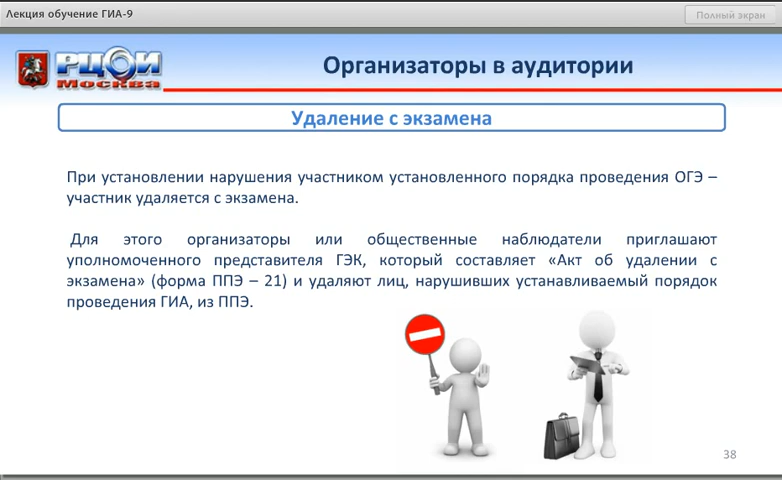 Лекция обучение ГИА-9
Полный экран
РЦОИ
Москва
Организаторы в аудитории
Удаление с экзамена
При установлении нарушения участником установленного порядка проведения ОГЭ –
участник удаляется с экзамена.
Для этого организаторы или общественные наблюдатели приглашают
уполномоченного представителя ГЭК, который составляет «Акт об удалении с
экзамена» (форма ППЭ – 21) и удаляют лиц, нарушивших устанавливаемый порядок
проведения ГИА, из ППЭ.
38